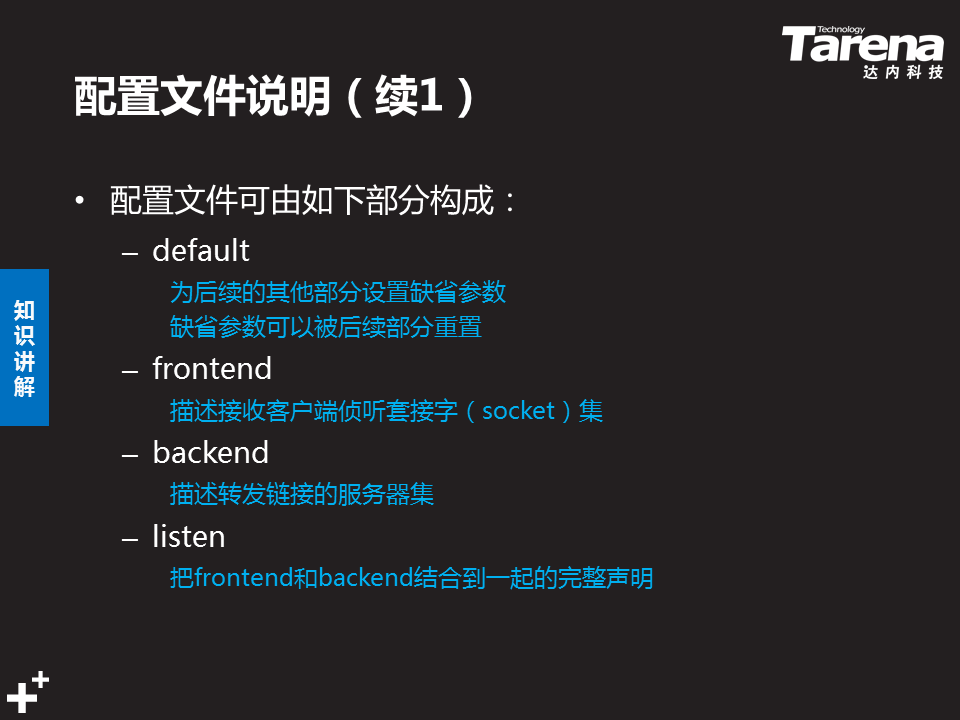 Technology
Tarena
达内科技
配置文件说明（续1）
• 配置文件可由如下部分构成：
– default
为后续的其他部分设置缺省参数
缺省参数可以被后续部分重置
– frontend
描述接收客户端侦听套接字（socket）集
– backend
描述转发链接的服务器集
– listen
把frontend和backend结合到一起的完整声明
知识讲解